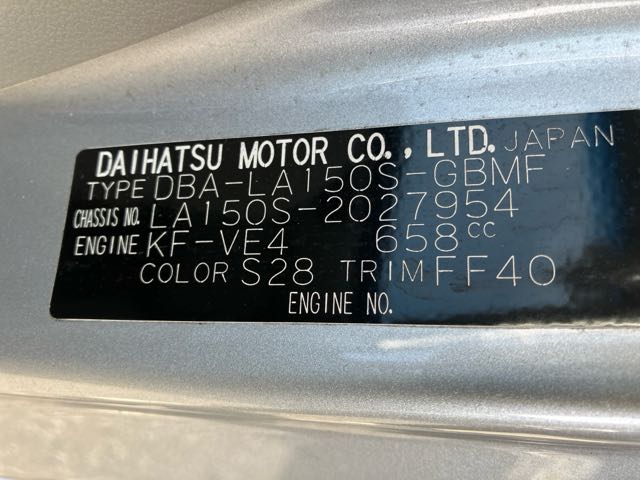 DAIHATSU MOTOR CO., LTD. JAPAN
TYPE DBA-LA150S-GBMF
CHASSIS NO. LA150S-2027954
ENGINE KF-VE4 658cc
COLOR S28 TRIM FF40
ENGINE NO.